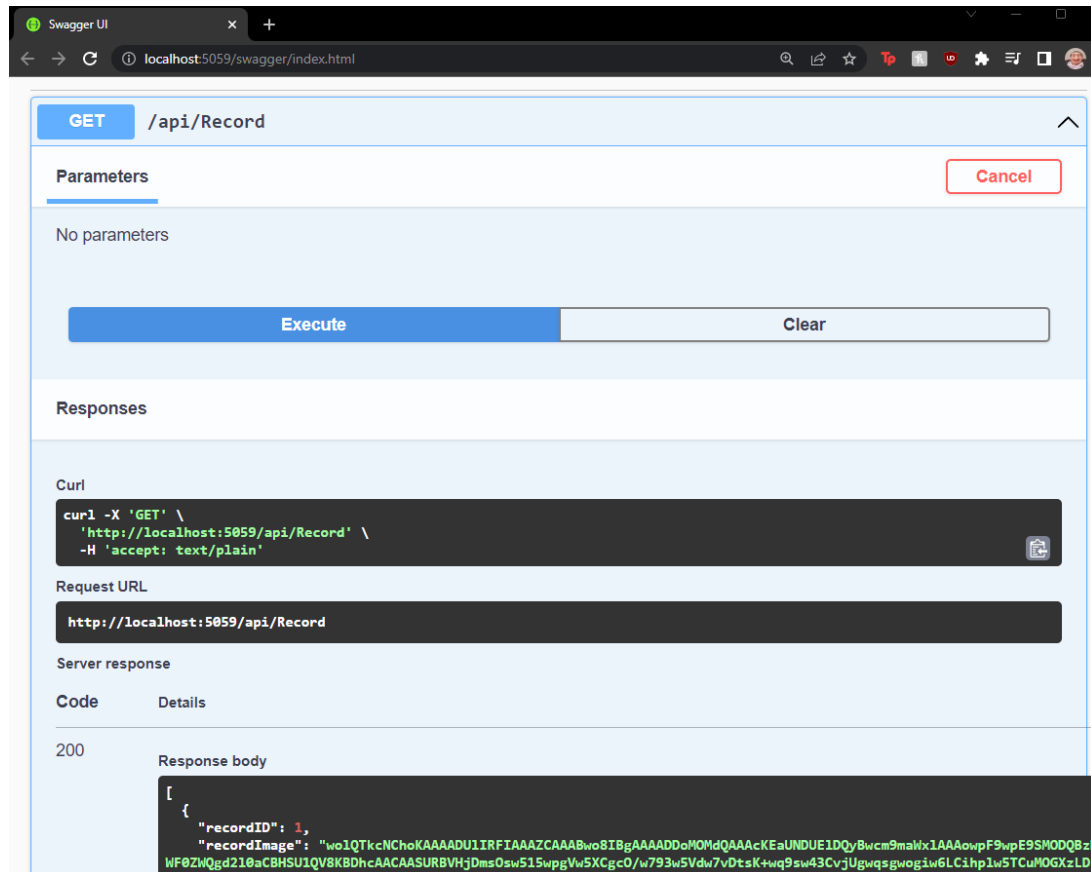 Swagger UI
localhost:5059/swagger/index.html
GET /api/Record
Parameters
Cancel
No parameters
Execute
Clear
Responses
Curl
curl -X 'GET' \
'http://localhost:5059/api/Record' \
-H 'accept: text/plain'
Request URL
http://localhost:5059/api/Record
Server response
Code Details
200
Response body
[
{
"recordID": 1,
"recordImage":